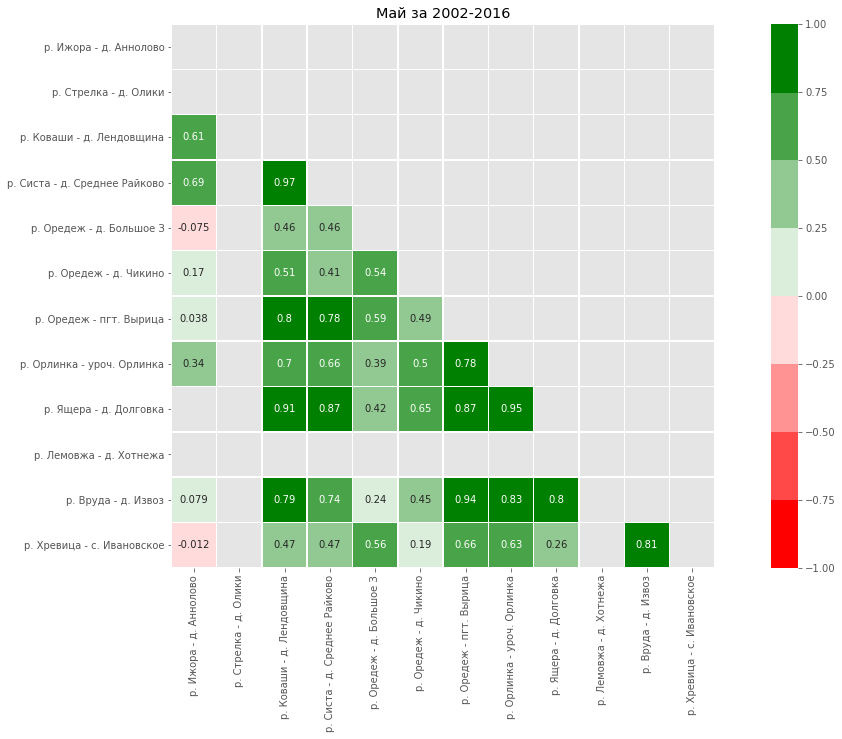 Май за 2002-2016
р. Ижора - д. Аннолово
р. Стрелка - д. Олики
р. Коваши - д. Лендовщина
0.61
р. Систа - д. Среднее Райково
0.69 0.97
р. Оредеж - д. Большое З
-0.075 0.46 0.46
р. Оредеж - д. Чикино
0.17 0.51 0.41 0.54
р. Оредеж - пгт. Вырица
0.038 0.8 0.78 0.59 0.49
р. Орлинка - уроч. Орлинка
0.34 0.7 0.66 0.39 0.5 0.78
р. Ящера - д. Долговка
0.91 0.87 0.42 0.65 0.87 0.95
р. Лемовжа - д. Хотнежа
р. Вруда - д. Извоз
0.079 0.79 0.74 0.24 0.45 0.94 0.83 0.8
р. Хревица - с. Ивановское
-0.012 0.47 0.47 0.56 0.19 0.66 0.63 0.26 0.81
р. Ижора - д. Аннолово
р. Стрелка - д. Олики
р. Коваши - д. Лендовщина
р. Систа - д. Среднее Райково
р. Оредеж - д. Большое З
р. Оредеж - д. Чикино
р. Оредеж - пгт. Вырица
р. Орлинка - уроч. Орлинка
р. Ящера - д. Долговка
р. Лемовжа - д. Хотнежа
р. Вруда - д. Извоз
р. Хревица - с. Ивановское
1.00
0.75
0.50
0.25
0.00
−0.25
−0.50
−0.75
−1.00